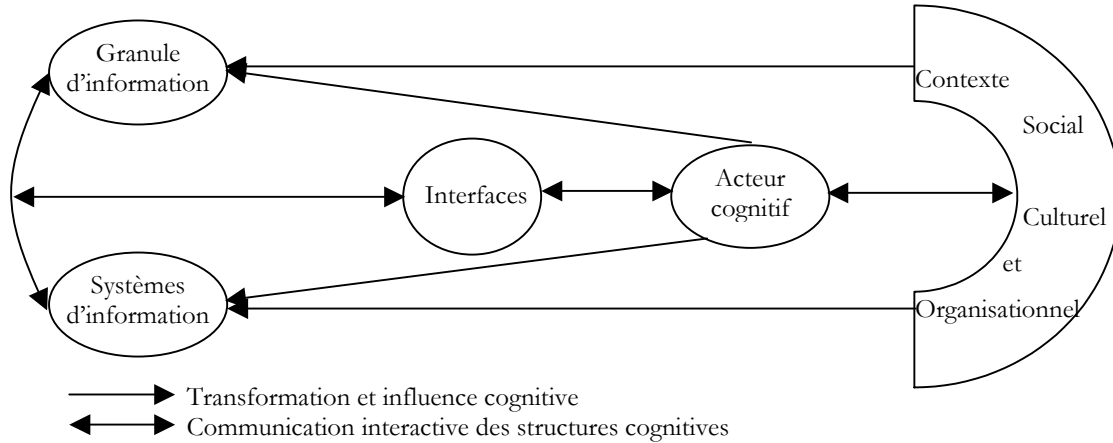 Granule
d'information
Contexte
Social
Interfaces
Acteur
cognitif
Culturel
et
Systèmes
d'information
Organisationnel
Transformation et influence cognitive
Communication interactive des structures cognitives